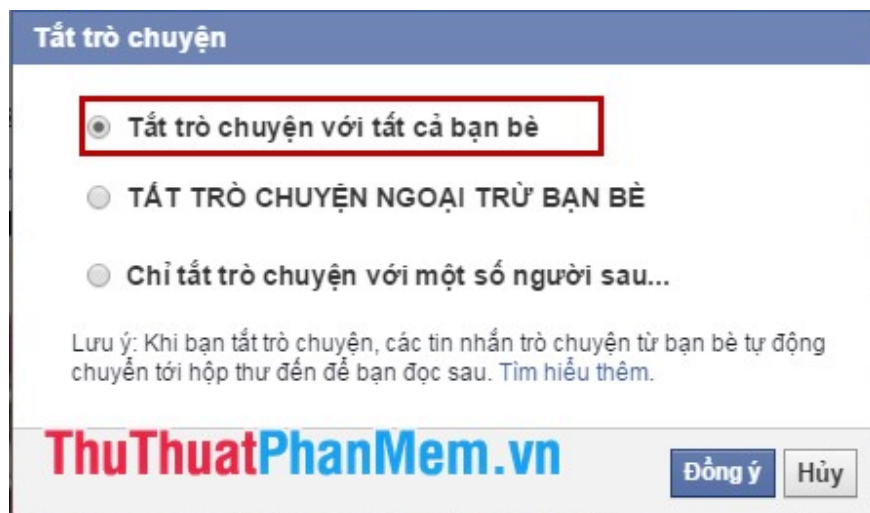 Tắt trò chuyện
Tắt trò chuyện với tất cả bạn bè
TẮT TRÒ CHUYỆN NGOẠI TRỪ BẠN BÈ
Chỉ tắt trò chuyện với một số người sau...
Lưu ý: Khi bạn tắt trò chuyện, các tin nhắn trò chuyện từ bạn bè tự động
chuyển tới hộp thư đến để bạn đọc sau. Tìm hiểu thêm.
ThuThuatPhanMem.vn
Đồng ý Hủy